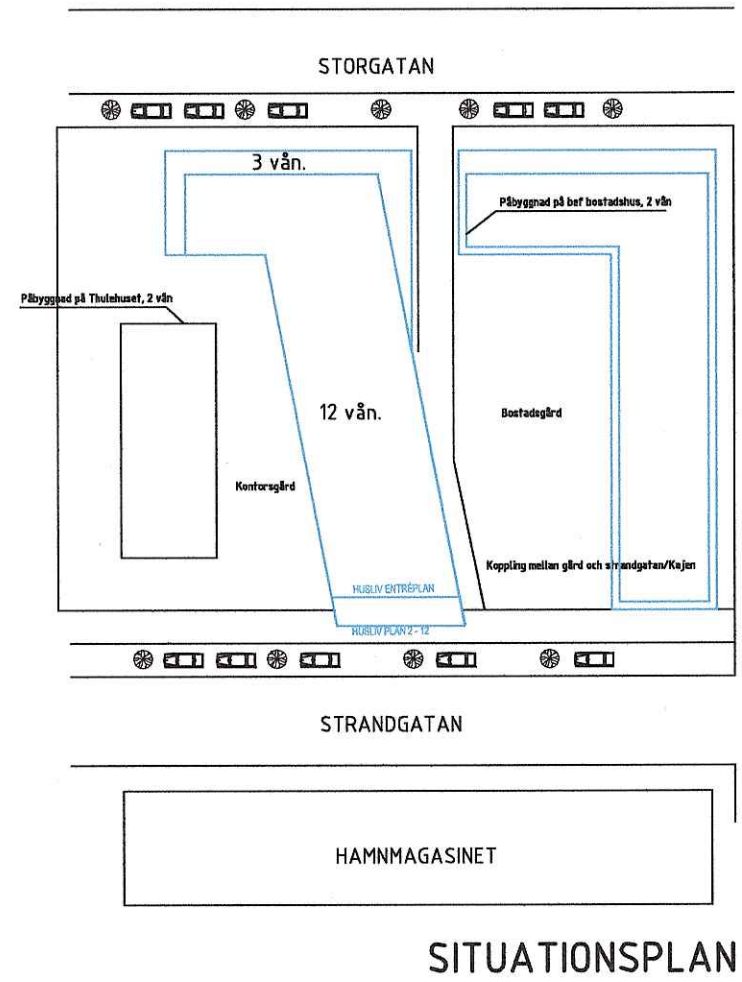 STORGATAN
3 vån.
Påbyggnad på bef bostadshus, 2 vån
Påbyggnad på Thulehuset, 2 vån
12 vån.
Bostadsgård
Kontorsgård
Koppling mellan gård och strandgatan/Kajen
HUSLIV ENTRÉPLAN
HUSLIV PLAN 2 - 12
STRANDGATAN
HAMNMAGASINET
SITUATIONSPLAN